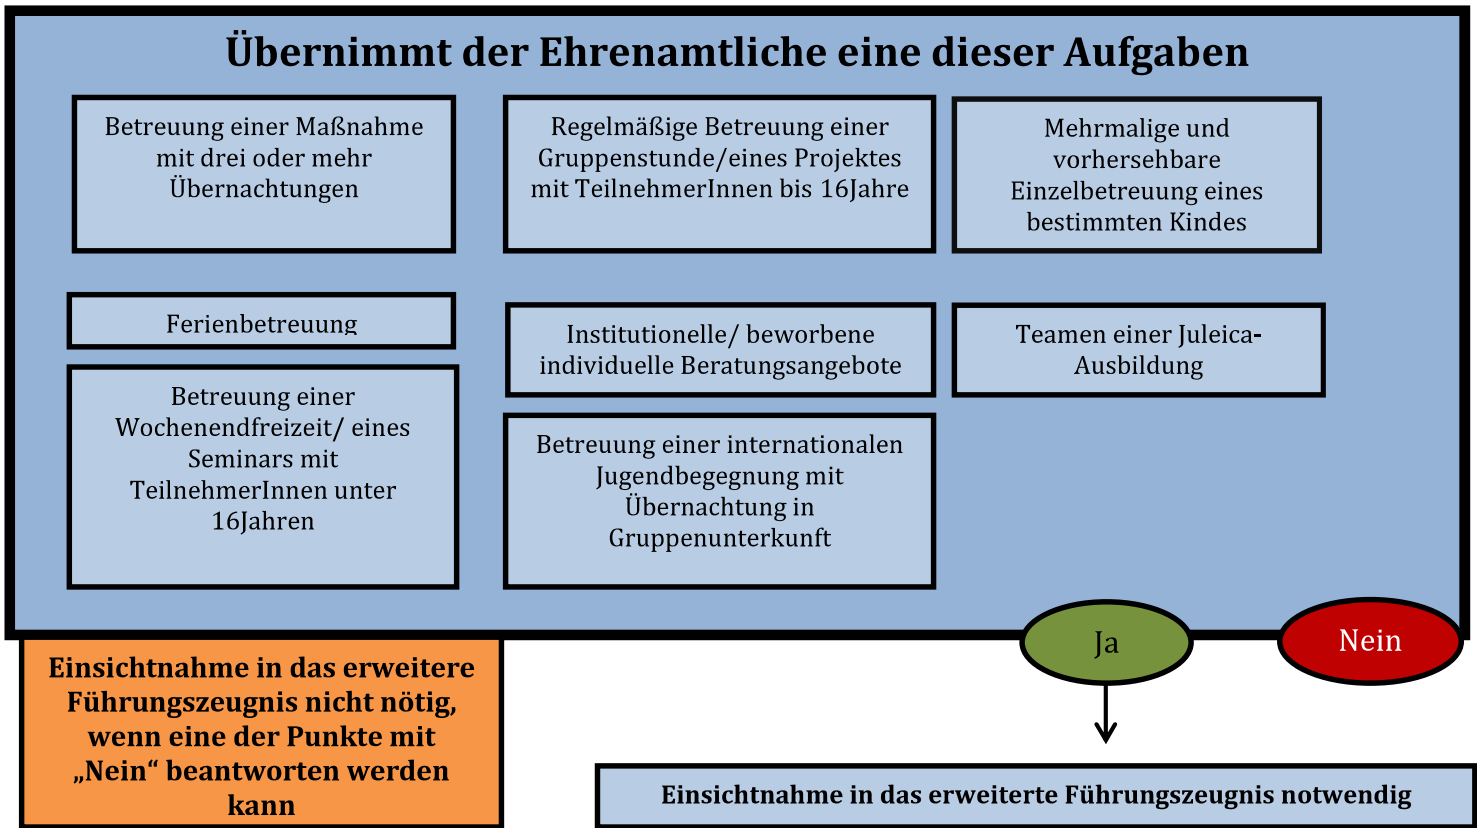 Übernimmt der Ehrenamtliche eine dieser Aufgaben
Betreuung einer Maßnahme
mit drei oder mehr
Übernachtungen
Regelmäßige Betreuung einer
Gruppenstunde/eines Projektes
mit TeilnehmerInnen bis 16Jahre
Mehrmalige und
vorhersehbare
Einzelbetreuung eines
bestimmten Kindes
Ferienbetreuung
Institutionelle/ beworbene
individuelle Beratungsangebote
Teamen einer Juleica-
Ausbildung
Betreuung einer
Wochenendfreizeit/ eines
Seminars mit
TeilnehmerInnen unter
16Jahren
Betreuung einer internationalen
Jugendbegegnung mit
Übernachtung in
Gruppenunterkunft
Ja
Nein
Einsichtnahme in das erweitere
Führungszeugnis nicht nötig,
wenn eine der Punkte mit
„Nein“ beantworten werden
kann
Einsichtnahme in das erweiterte Führungszeugnis notwendig